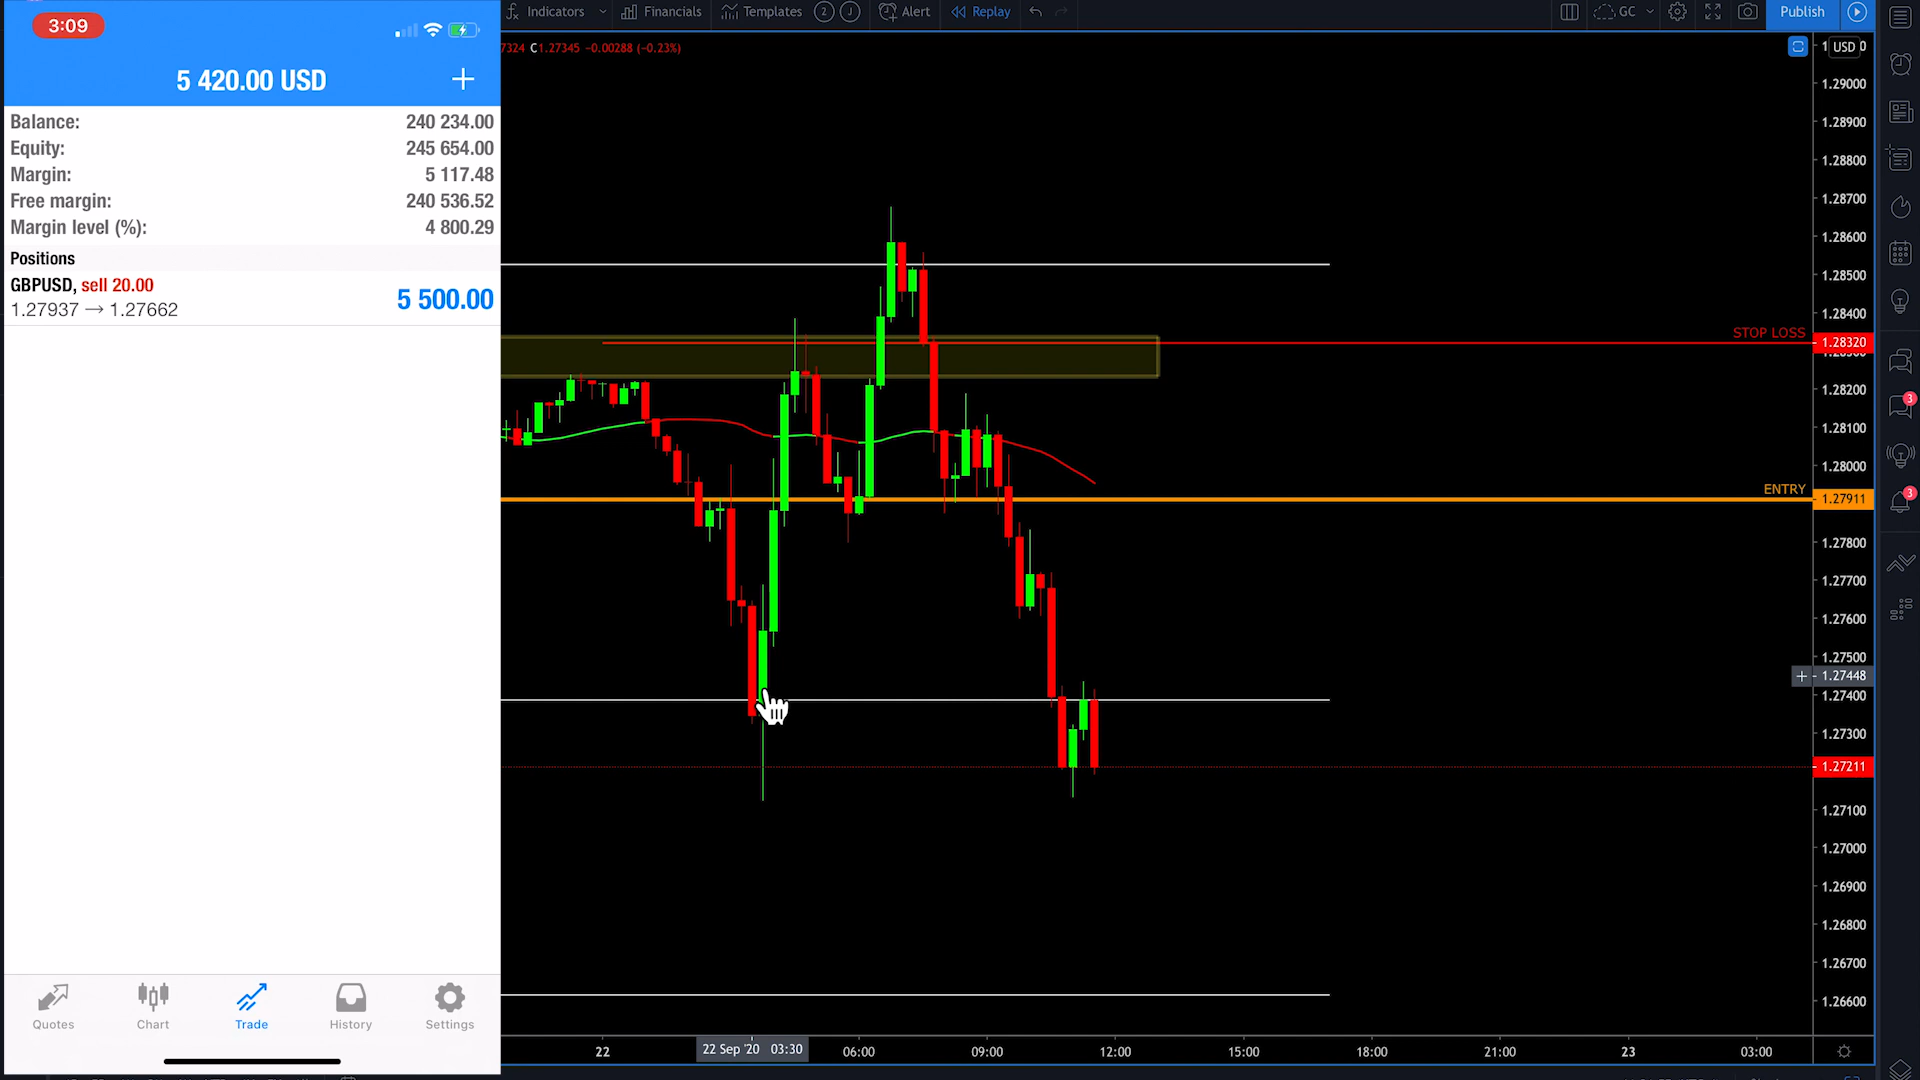 3:09
5 420.00 USD
Balance: 240 234.00
Equity: 245 654.00
Margin: 5 117.48
Free margin: 240 536.52
Margin level (%): 4 800.29
Positions
GBPUSD, sell 20.00
1.27937 → 1.27662
5 500.00
Quotes Chart Trade History Settings
Indicators Financials Templates 2 J Alert Replay GC Publish
7324 C1.27345 −0.00288 (−0.23%)
USD
1.29000
1.28900
1.28800
1.28700
1.28600
1.28500
1.28400
STOP LOSS 1.28320
1.28200
1.28100
1.28000
ENTRY 1.27911
1.27800
1.27700
1.27600
1.27500
1.27448
1.27400
1.27300
1.27211
1.27100
1.27000
1.26900
1.26800
1.26700
1.26600
22 22 Sep '20 03:30 06:00 09:00 12:00 15:00 18:00 21:00 23 03:00
3
3